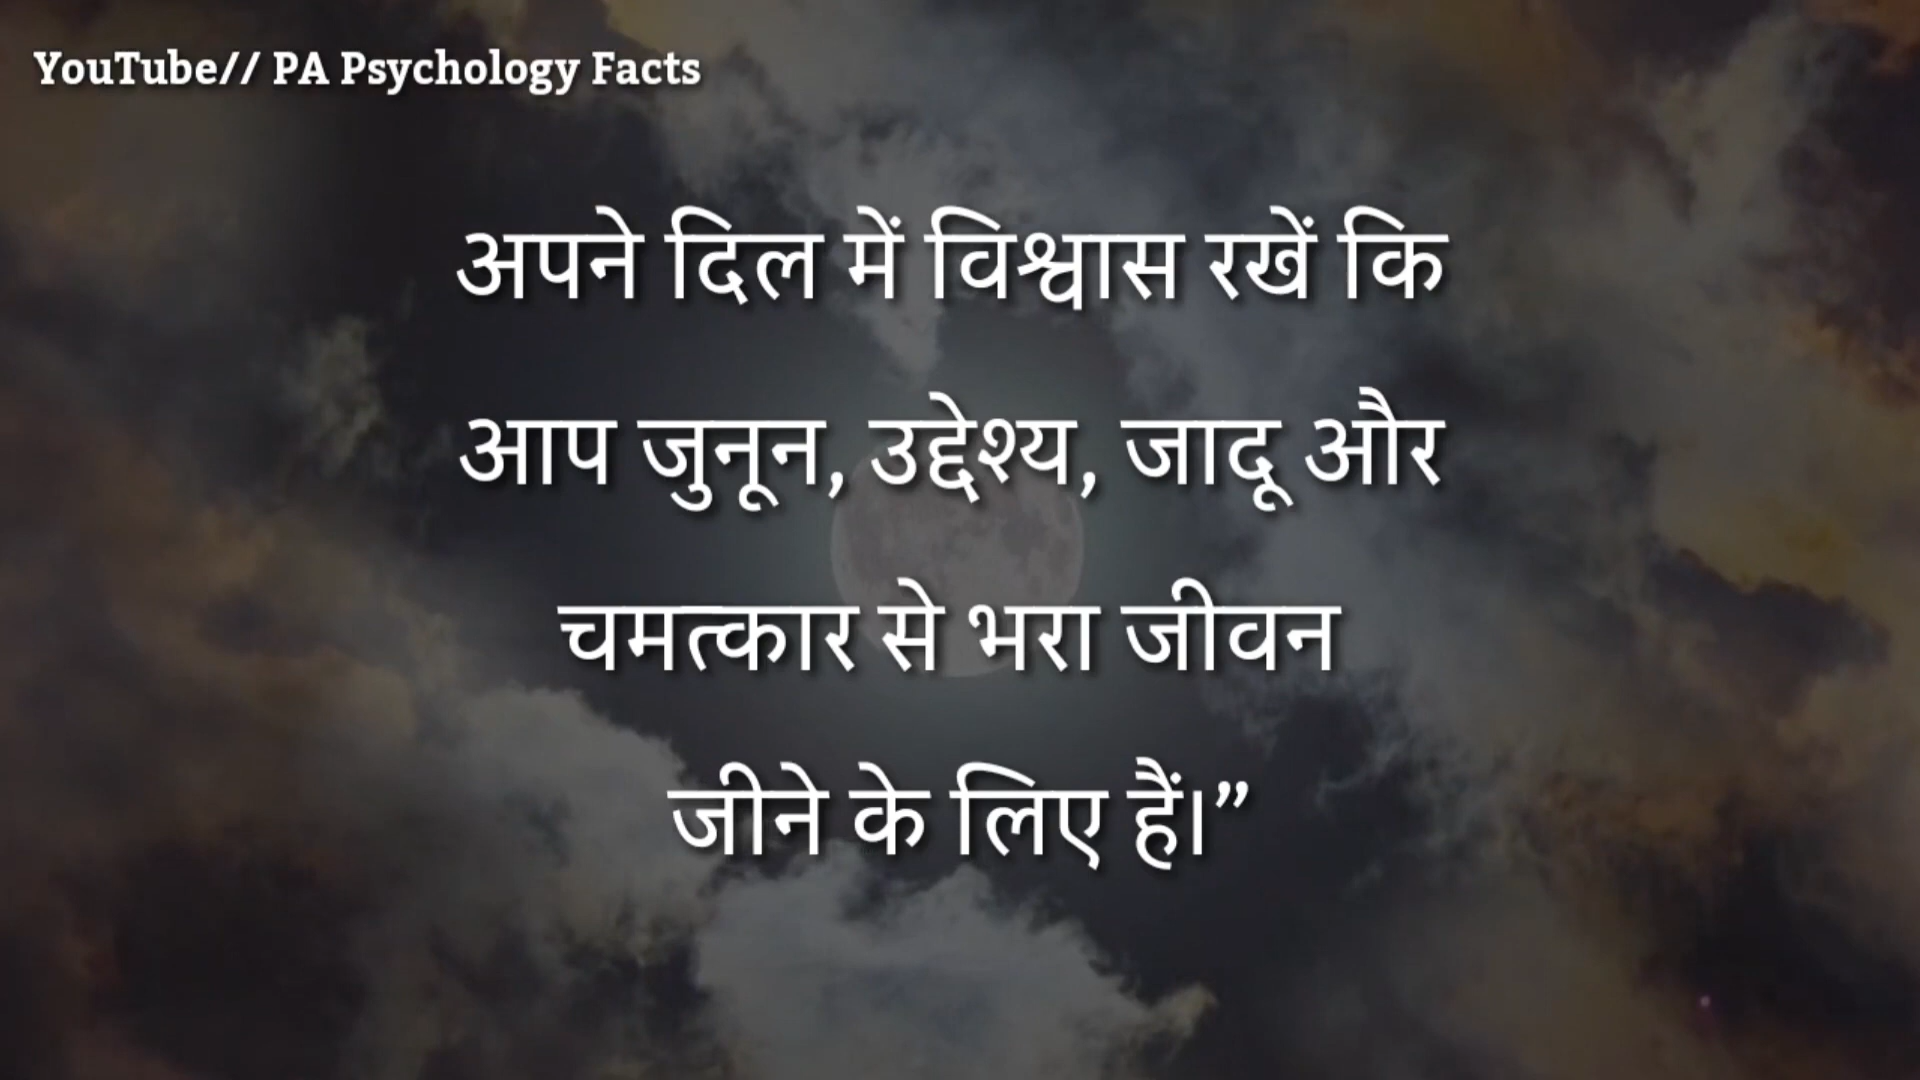 YouTube// PA Psychology Facts
अपने दिल में विश्वास रखें कि
आप जुनून, उद्देश्य, जादू और
चमत्कार से भरा जीवन
जीने के लिए हैं।”